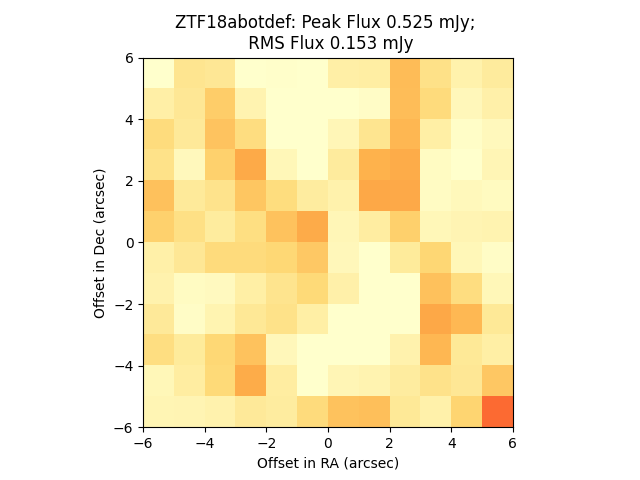 ZTF18abotdef: Peak Flux 0.525 mJy;
RMS Flux 0.153 mJy
6
4
2
0
−2
−4
−6
Offset in Dec (arcsec)
−6 −4 −2 0 2 4 6
Offset in RA (arcsec)